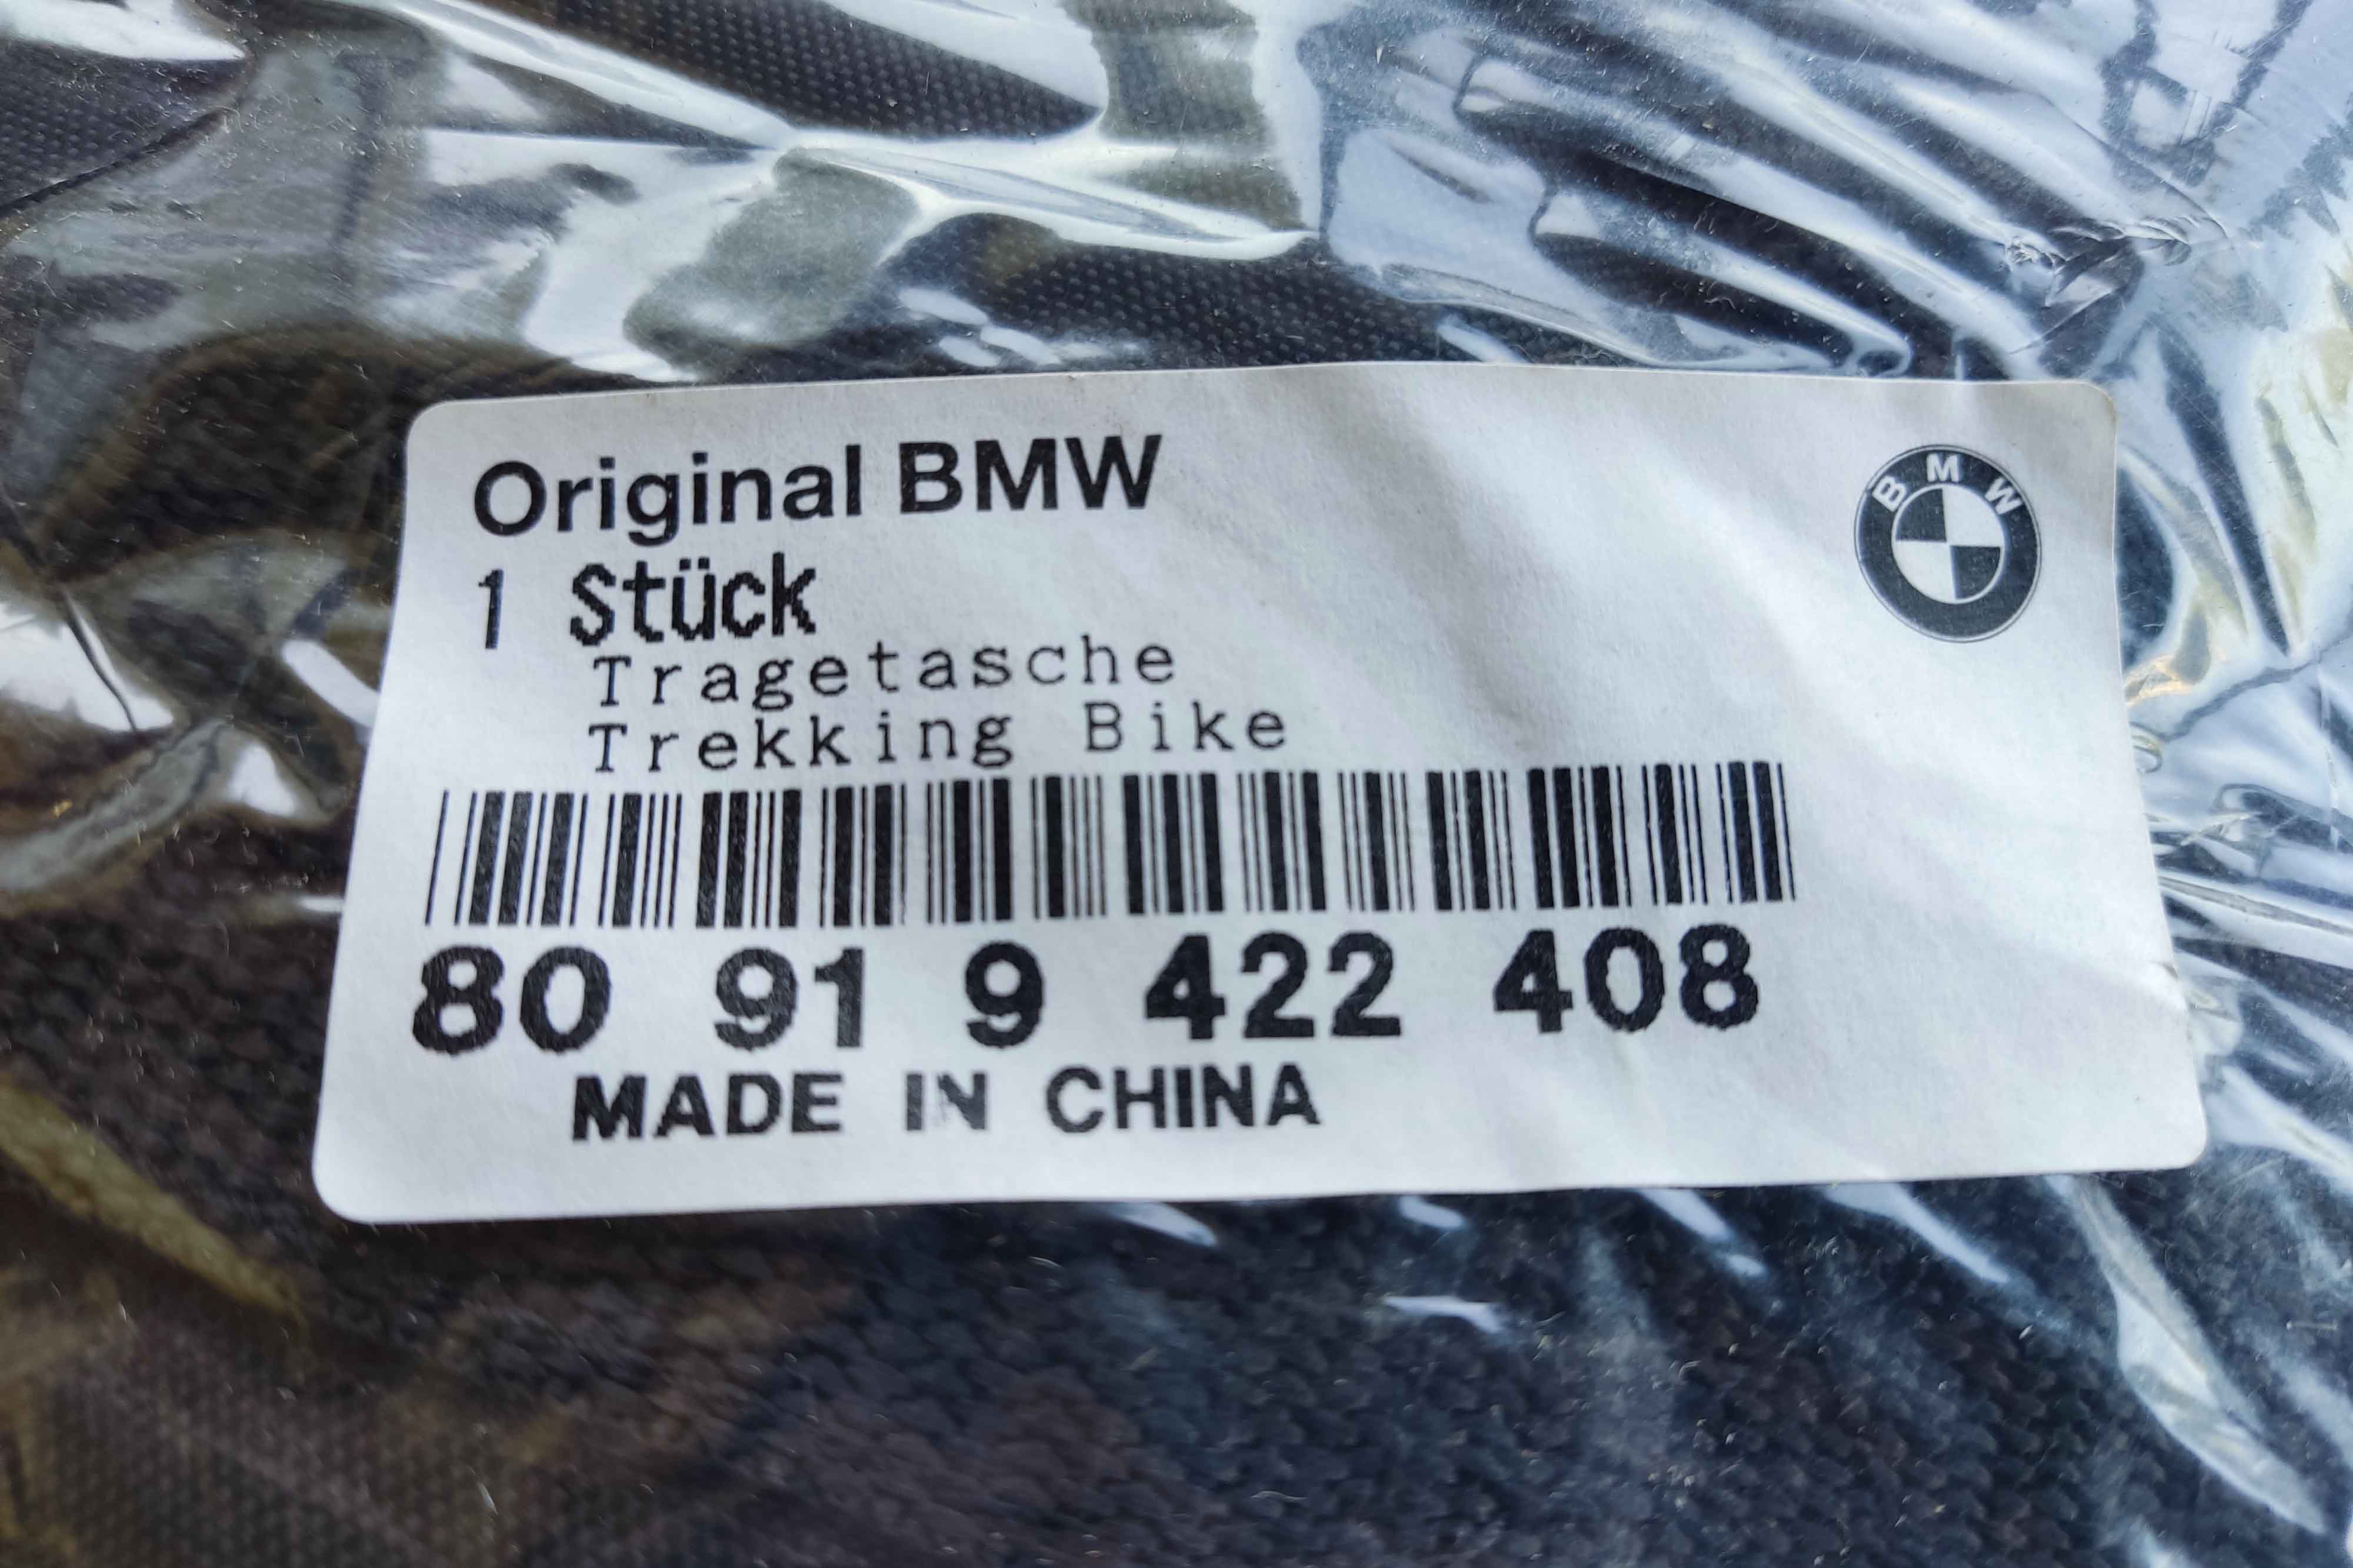 Original BMW
BMW
1 Stück
Tragetasche
Trekking Bike
80 91 9 422 408
MADE IN CHINA